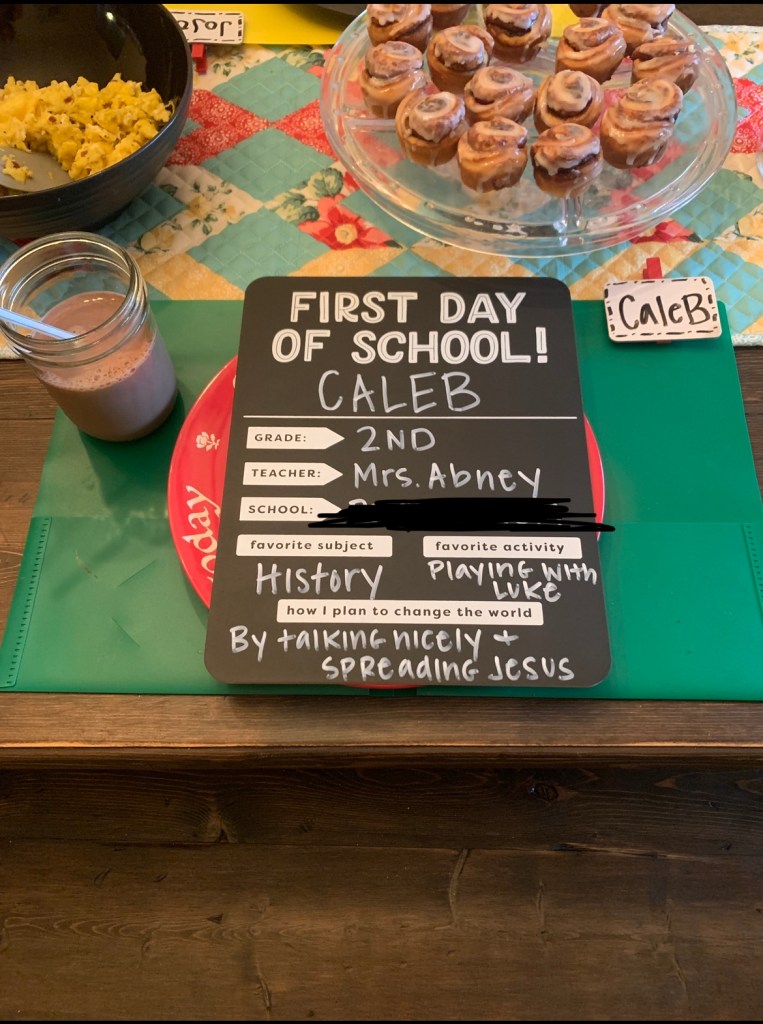 CaleB
FIRST DAY
OF SCHOOL!
CALEB
GRADE: 2ND
TEACHER: Mrs. Abney
SCHOOL:
favorite subject
History
favorite activity
Playing with
Luke
how I plan to change the world
By talking nicely +
spreading Jesus